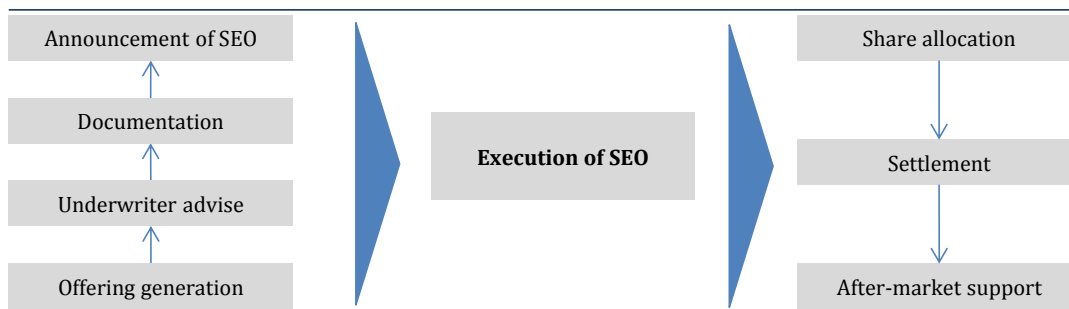 Announcement of SEO
Documentation
Underwriter advise
Offering generation
Execution of SEO
Share allocation
Settlement
After-market support